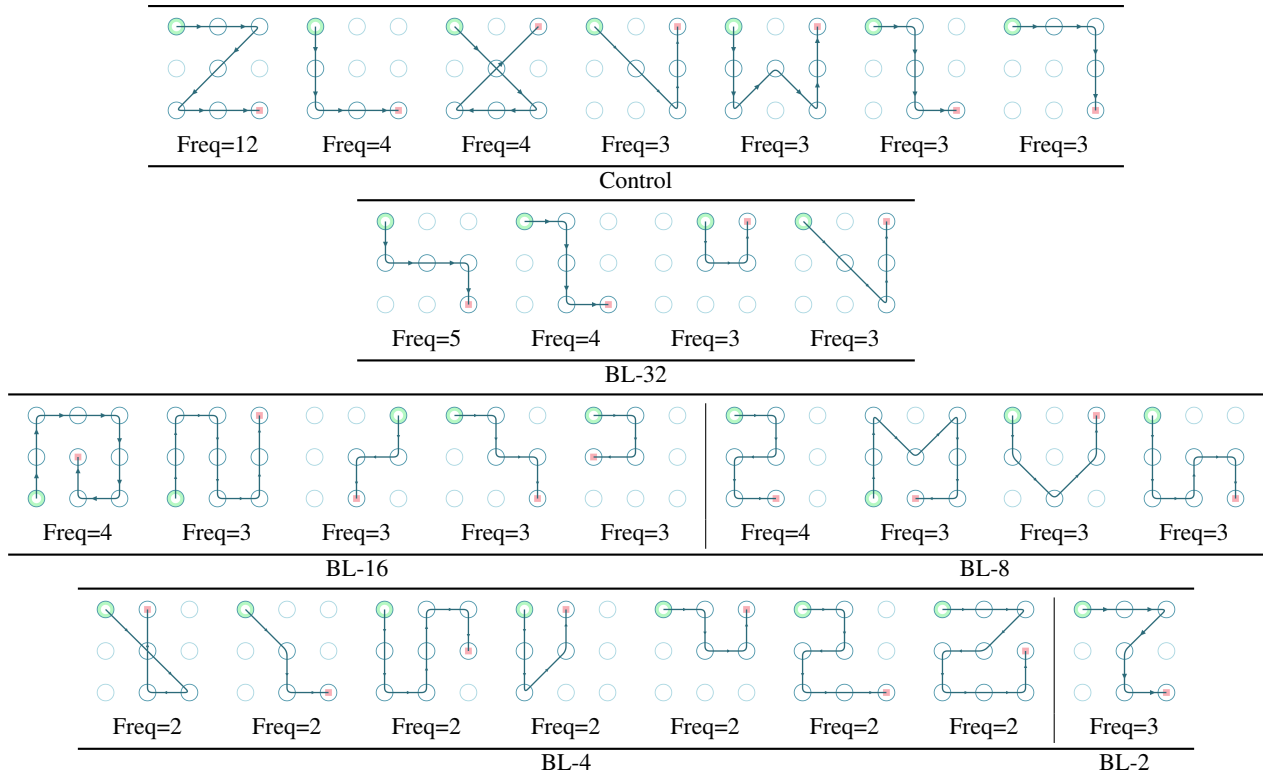 Freq=12 Freq=4 Freq=4 Freq=3 Freq=3 Freq=3 Freq=3
Control
Freq=5 Freq=4 Freq=3 Freq=3
BL-32
Freq=4 Freq=3 Freq=3 Freq=3 Freq=3 Freq=4 Freq=3 Freq=3 Freq=3
BL-16 BL-8
Freq=2 Freq=2 Freq=2 Freq=2 Freq=2 Freq=2 Freq=2 Freq=3
BL-4 BL-2